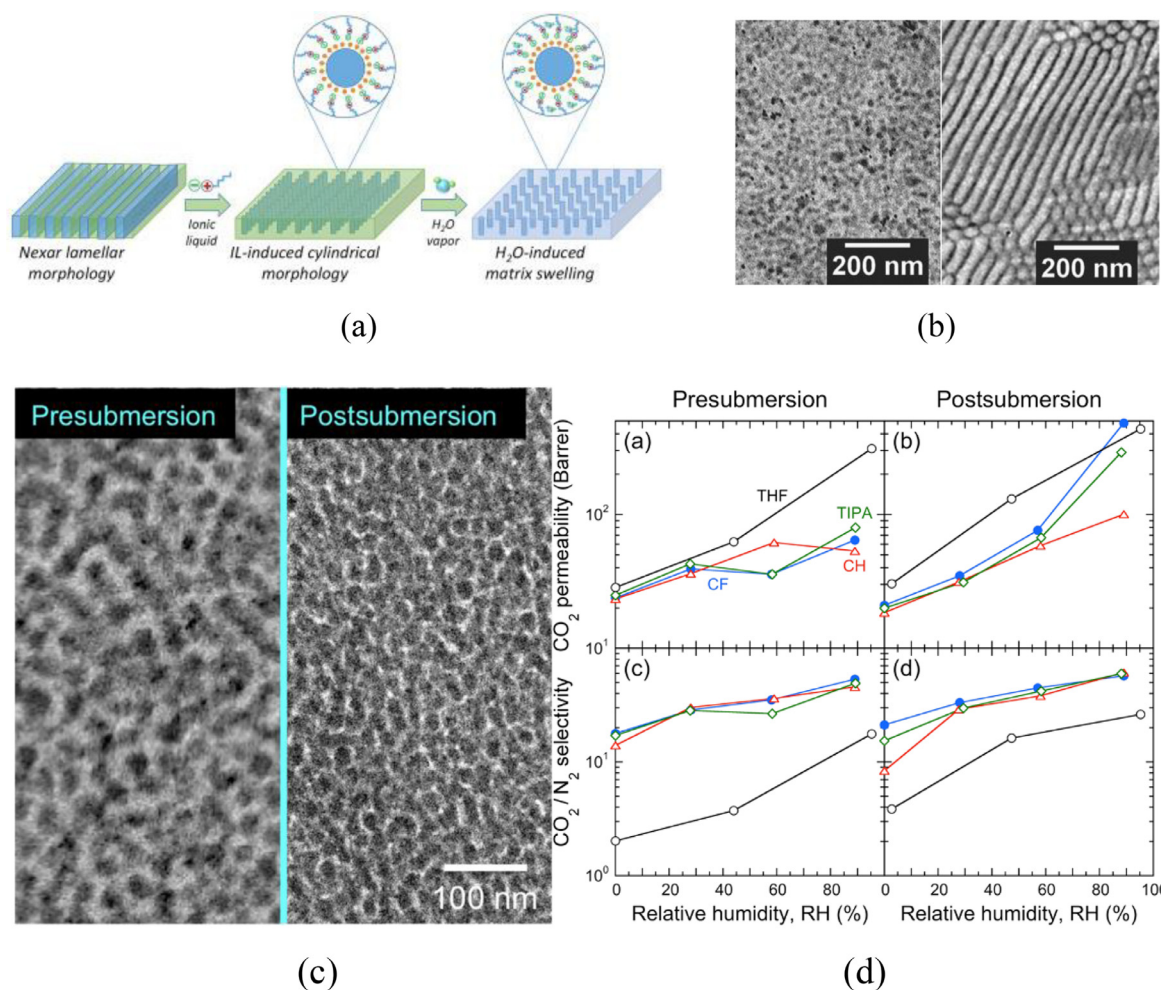 Nexar lamellar
morphology
Ionic
liquid
IL-induced cylindrical
morphology
H₂O
vapor
H₂O-induced
matrix swelling
(a)
200 nm
200 nm
(b)
Presubmersion
Postsubmersion
100 nm
(c)
Presubmersion
Postsubmersion
CO₂ permeability (Barrer)
10²
10¹
(a)
THF
TIPA
CF
CH
(b)
CO₂ / N₂ selectivity
10¹
10⁰
(c)
(d)
0 20 40 60 80 0 20 40 60 80 100
Relative humidity, RH (%)
Relative humidity, RH (%)
(d)